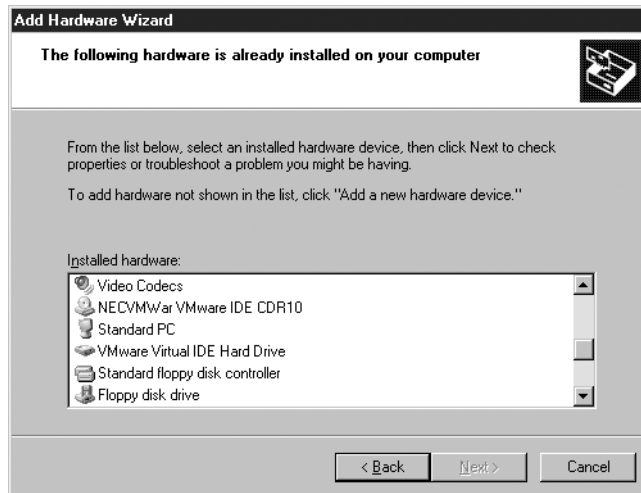 Add Hardware Wizard
The following hardware is already installed on your computer
From the list below, select an installed hardware device, then click Next to check
properties or troubleshoot a problem you might be having.
To add hardware not shown in the list, click "Add a new hardware device."
Installed hardware:
Video Codecs
NECVMWar VMware IDE CDR10
Standard PC
VMware Virtual IDE Hard Drive
Standard floppy disk controller
Floppy disk drive
< Back Next > Cancel